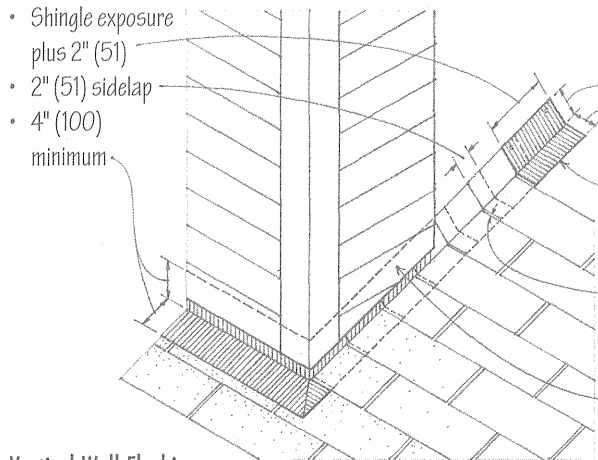 • Shingle exposure
plus 2" (51)
• 2" (51) sidelap
• 4" (100)
minimum